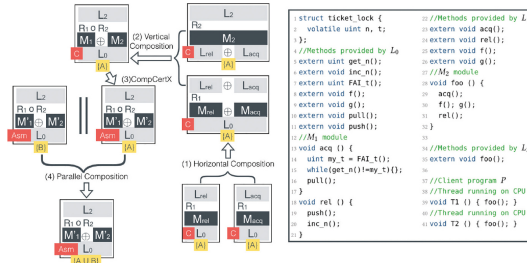 L2
R1 o R2
M1 ⊕ M2
C
L0
[A]
(2) Vertical
Composition
L2
R2
M2
Lrel ⊕ Lacq
C
[A]
(3)CompCertX
L2
R1 o R2
M'1 ⊕ M'2
Asm
L0
[B]
L2
R1 o R2
M'1 ⊕ M'2
Asm
L0
[A]
Lrel ⊕ Lacq
R1
Mrel ⊕ Macq
C
L0
[A]
(1) Horizontal Composition
(4) Parallel Composition
Lrel
R1
Mrel
C
L0
[A]
Lacq
R1
Macq
C
L0
[A]
L2
R1 o R2
M'1 ⊕ M'2
Asm
L0
[A U B]
1 struct ticket_lock {
2 volatile uint n, t;
3 };
4 //Methods provided by L0
5 extern uint get_n();
6 extern void inc_n();
7 extern uint FAI_t();
8 extern void f();
9 extern void g();
10 extern void pull();
11 extern void push();
12 //M1 module
13 void acq () {
14 uint my_t = FAI_t();
15 while(get_n()!=my_t){};
16 pull();
17 }
18 void rel () {
19 push();
20 inc_n();
21 }
22 //Methods provided by L
23 extern void acq();
24 extern void rel();
25 extern void f();
26 extern void g();
27 //M2 module
28 void foo () {
29 acq();
30 f(); g();
31 rel();
32 }
33
34 //Methods provided by L
35 extern void foo();
36
37 //Client program P
38 //Thread running on CPU
39 void T1 () { foo(); }
40 //Thread running on CPU
41 void T2 () { foo(); }